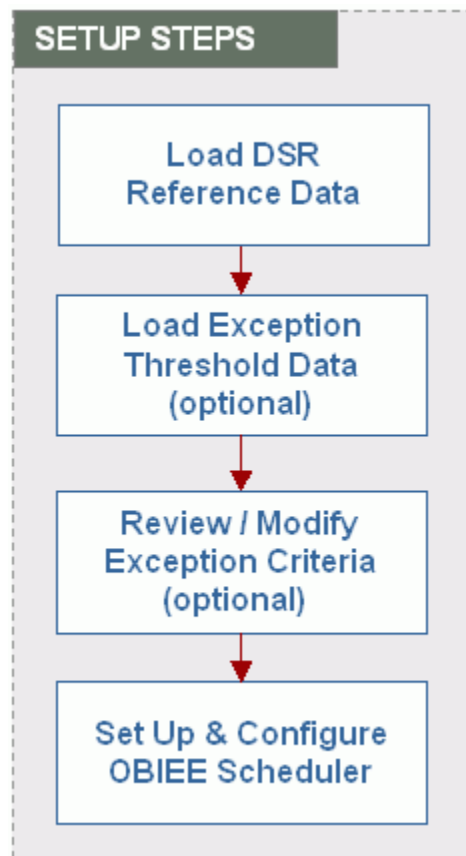 SETUP STEPS
Load DSR
Reference Data
Load Exception
Threshold Data
(optional)
Review / Modify
Exception Criteria
(optional)
Set Up & Configure
OBIEE Scheduler